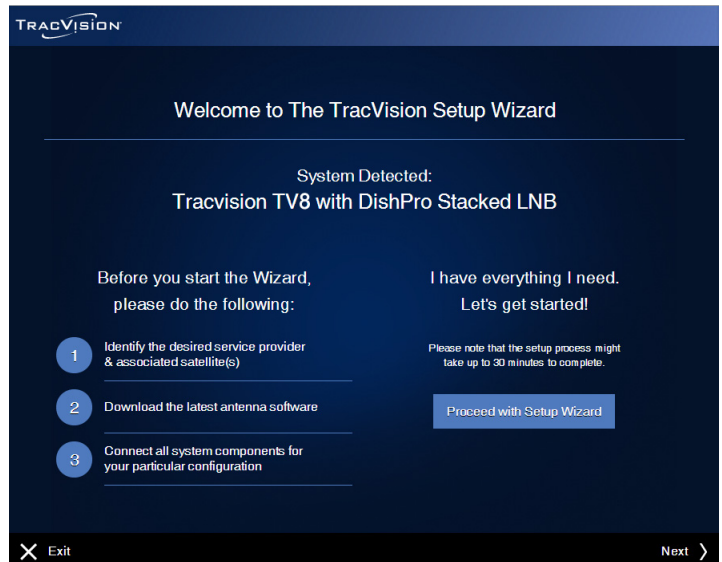 TRACVISION
Welcome to The TracVision Setup Wizard
System Detected:
Tracvision TV8 with DishPro Stacked LNB
Before you start the Wizard,
please do the following:
1
Identify the desired service provider
& associated satellite(s)
2
Download the latest antenna software
3
Connect all system components for
your particular configuration
I have everything I need.
Let's get started!
Please note that the setup process might
take up to 30 minutes to complete.
Proceed with Setup Wizard
Exit
Next